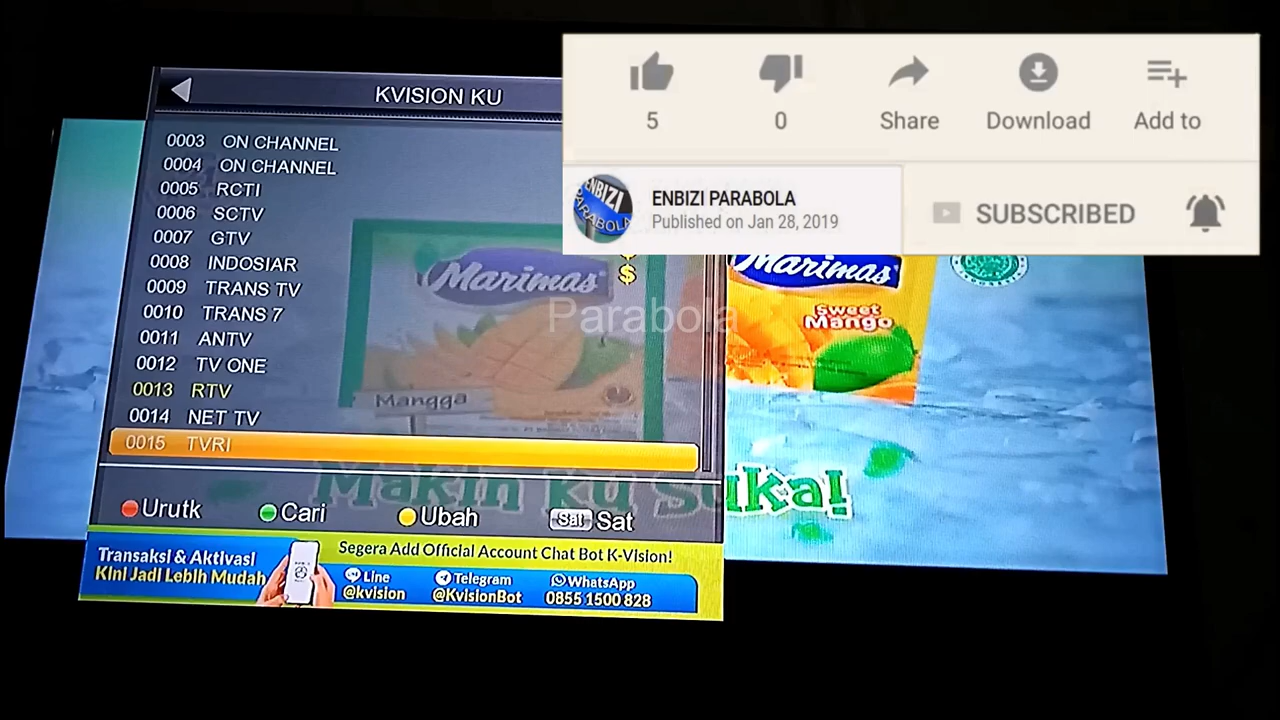 KVISION KU
0003 ON CHANNEL
0004 ON CHANNEL
0005 RCTI
0006 SCTV
0007 GTV
0008 INDOSIAR
0009 TRANS TV
0010 TRANS 7
0011 ANTV
0012 TV ONE
0013 RTV
0014 NET TV
0015 TVRI
Urutk Cari Ubah Sat Sat
Transaksi & Aktivasi
Kini Jadi Lebih Mudah
Segera Add Official Account Chat Bot K-Vision!
Line
@kvision
Telegram
@KvisionBot
WhatsApp
0855 1500 828
5 0 Share Download Add to
ENBIZI PARABOLA
ENBIZI
PARABOLA
Published on Jan 28, 2019
SUBSCRIBED
$
Marimas
Mangga
Parabola
Marimas
Sweet
Mango
Makin Ku Suka!